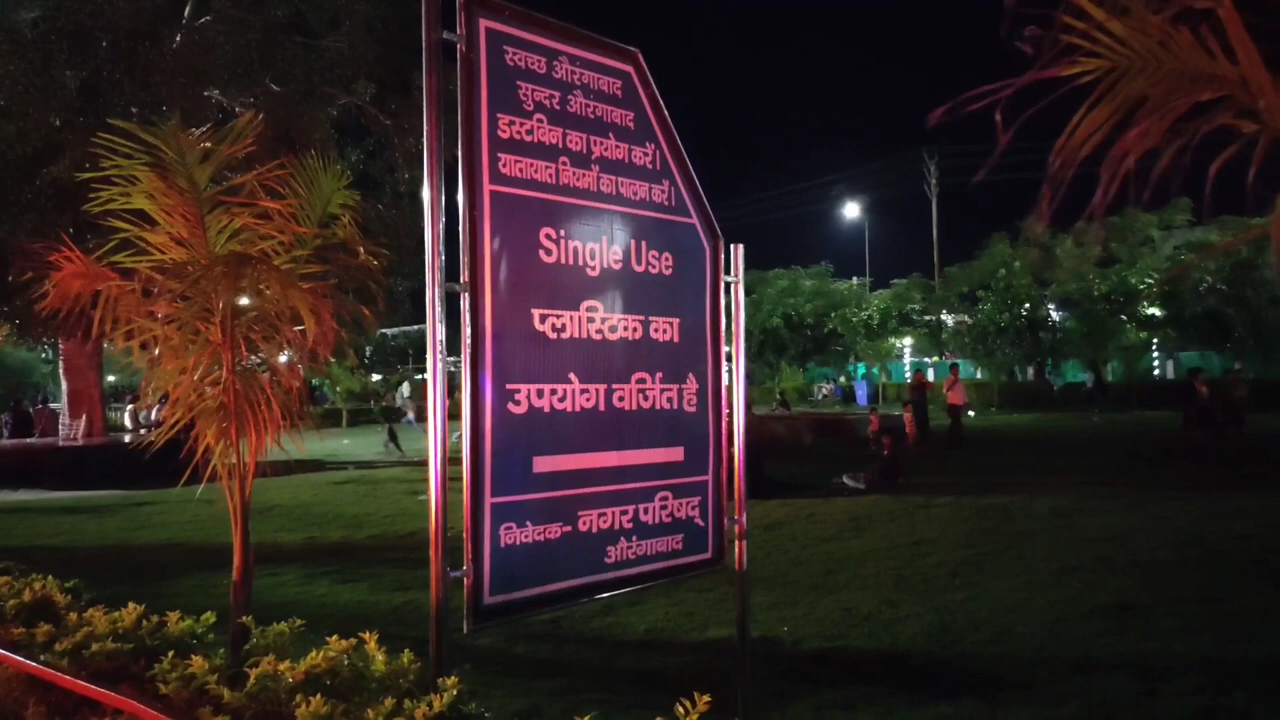 स्वच्छ औरंगाबाद
सुन्दर औरंगाबाद
डस्टबिन का प्रयोग करें।
यातायात नियमों का पालन करें।
Single Use
प्लास्टिक का
उपयोग वर्जित है
निवेदक- नगर परिषद्
औरंगाबाद